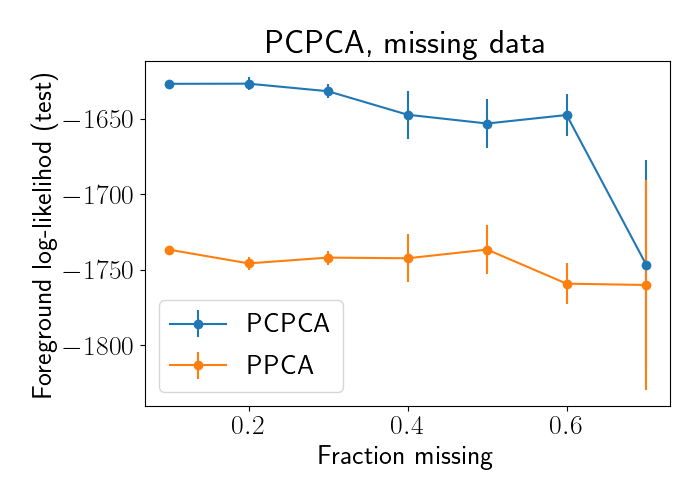 PCPCA, missing data
Foreground log-likelihod (test)
−1650
−1700
−1750
−1800
PCPCA
PPCA
0.2
0.4
0.6
Fraction missing